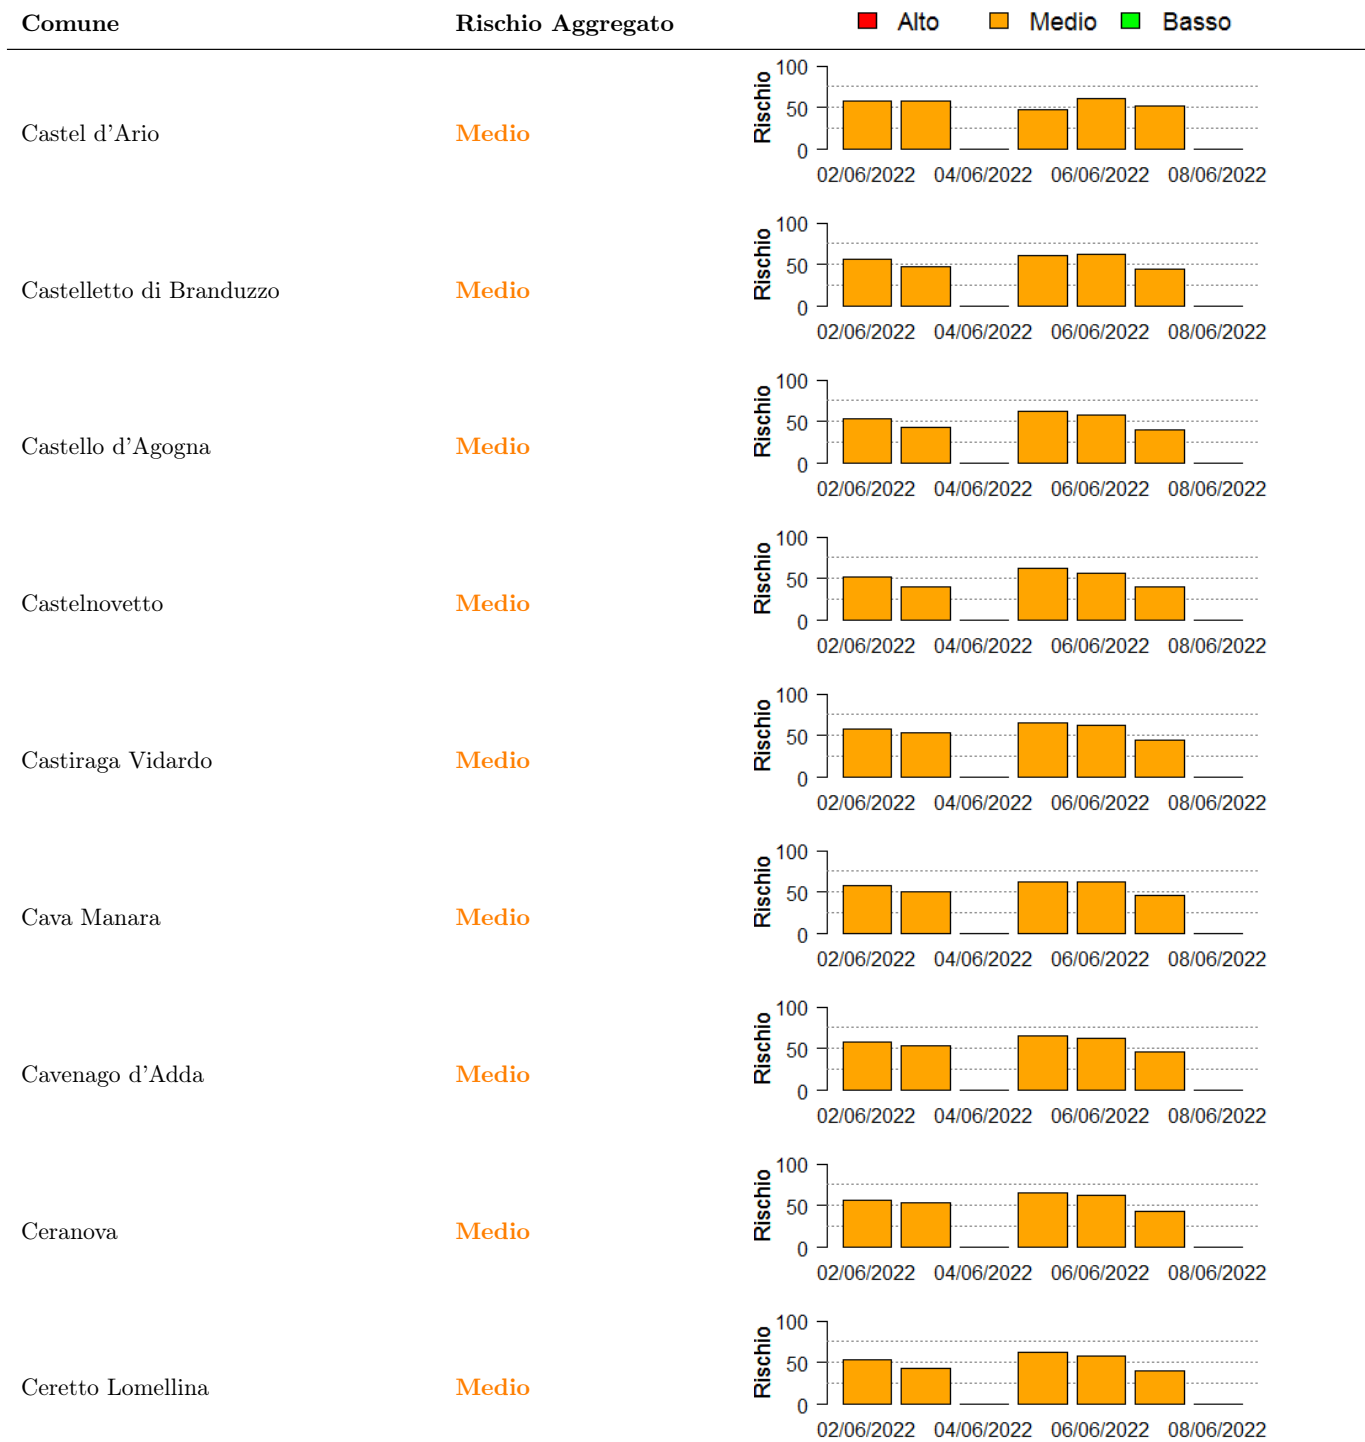 Comune Rischio Aggregato Alto Medio Basso
Castel d'Ario Medio Rischio 100 50 0
02/06/2022 04/06/2022 06/06/2022 08/06/2022
Castelletto di Branduzzo Medio Rischio 100 50 0
02/06/2022 04/06/2022 06/06/2022 08/06/2022
Castello d'Agogna Medio Rischio 100 50 0
02/06/2022 04/06/2022 06/06/2022 08/06/2022
Castelnovetto Medio Rischio 100 50 0
02/06/2022 04/06/2022 06/06/2022 08/06/2022
Castiraga Vidardo Medio Rischio 100 50 0
02/06/2022 04/06/2022 06/06/2022 08/06/2022
Cava Manara Medio Rischio 100 50 0
02/06/2022 04/06/2022 06/06/2022 08/06/2022
Cavenago d'Adda Medio Rischio 100 50 0
02/06/2022 04/06/2022 06/06/2022 08/06/2022
Ceranova Medio Rischio 100 50 0
02/06/2022 04/06/2022 06/06/2022 08/06/2022
Ceretto Lomellina Medio Rischio 100 50 0
02/06/2022 04/06/2022 06/06/2022 08/06/2022